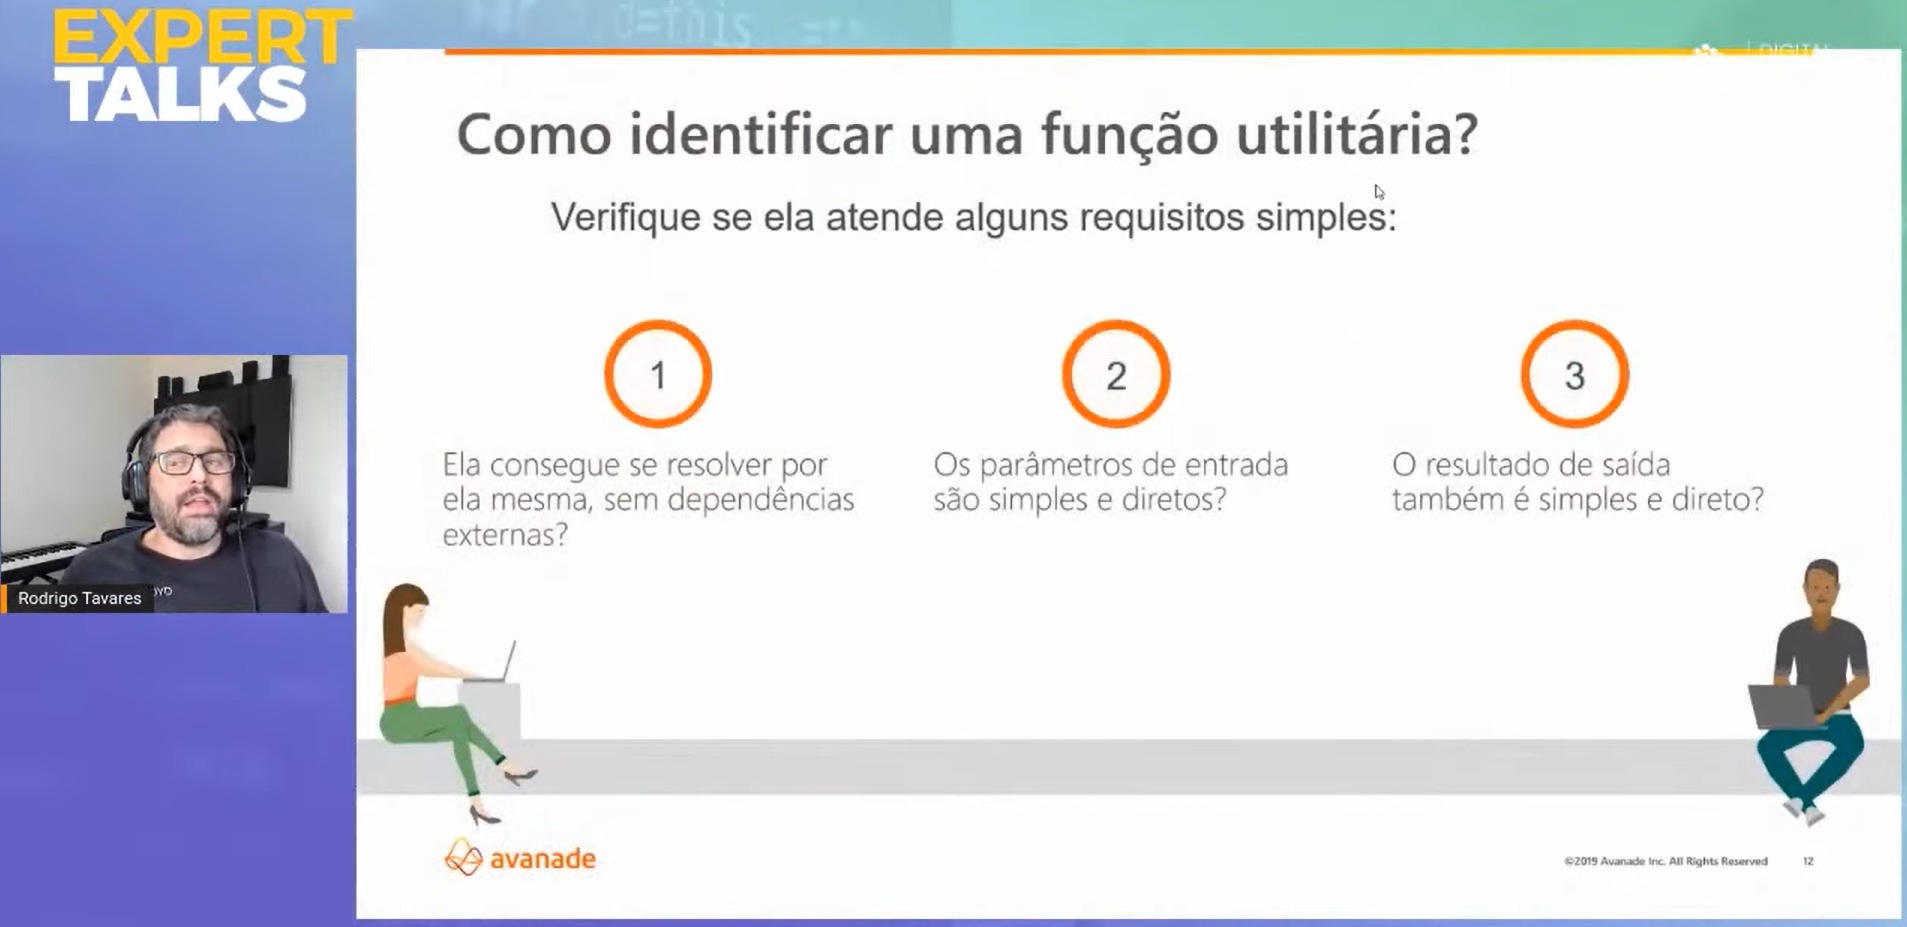 EXPERT
TALKS
d=this
DIGITAL
Como identificar uma função utilitária?
Verifique se ela atende alguns requisitos simples:
1
2
3
Ela consegue se resolver por
ela mesma, sem dependências
externas?
Os parâmetros de entrada
são simples e diretos?
O resultado de saída
também é simples e direto?
Rodrigo Tavares
avanade
©2019 Avanade Inc. All Rights Reserved
12